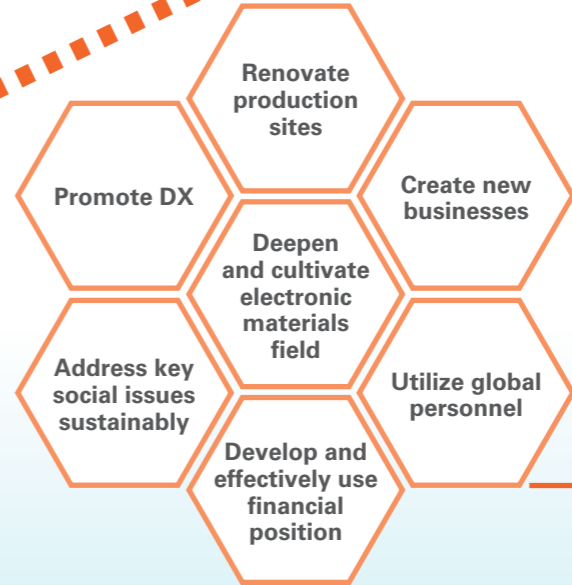 Renovate
production
sites
Promote DX
Create new
businesses
Deepen
and cultivate
electronic
materials
field
Address key
social issues
sustainably
Utilize global
personnel
Develop and
effectively use
financial
position